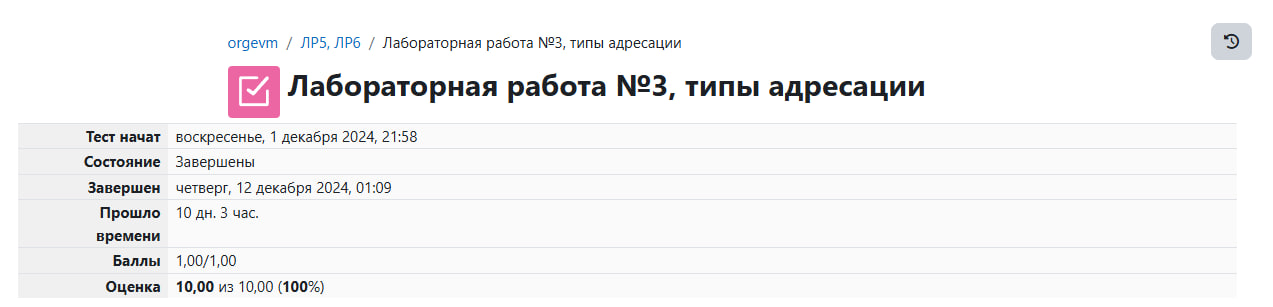 orgevm / ЛР5, ЛР6 / Лабораторная работа №3, типы адресации
Лабораторная работа №3, типы адресации
Тест начат воскресенье, 1 декабря 2024, 21:58
Состояние Завершены
Завершен четверг, 12 декабря 2024, 01:09
Прошло 10 дн. 3 час.
времени
Баллы 1,00/1,00
Оценка 10,00 из 10,00 (100%)